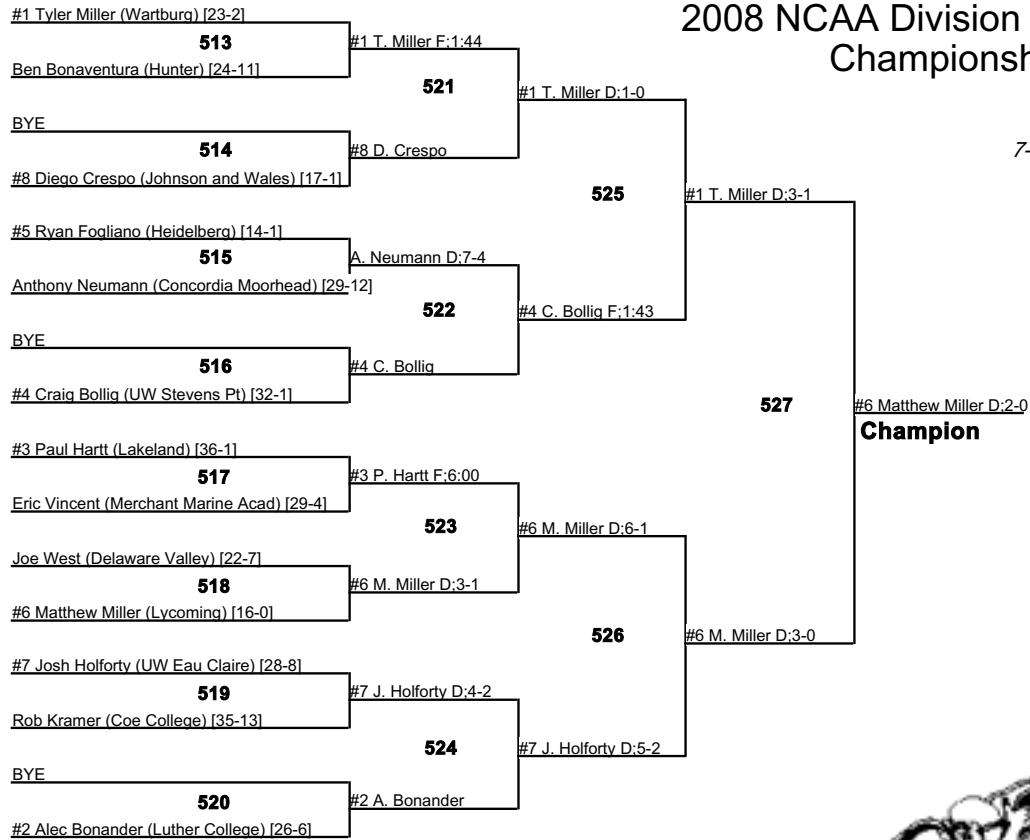 2008 NCAA Division
Championsh
7-
#1 Tyler Miller (Wartburg) [23-2]
513
Ben Bonaventura (Hunter) [24-11]
BYE
514
#8 Diego Crespo (Johnson and Wales) [17-1]
#5 Ryan Fogliano (Heidelberg) [14-1]
515
Anthony Neumann (Concordia Moorhead) [29-12]
BYE
516
#4 Craig Bollig (UW Stevens Pt) [32-1]
#3 Paul Hartt (Lakeland) [36-1]
517
Eric Vincent (Merchant Marine Acad) [29-4]
Joe West (Delaware Valley) [22-7]
518
#6 Matthew Miller (Lycoming) [16-0]
#7 Josh Holforty (UW Eau Claire) [28-8]
519
Rob Kramer (Coe College) [35-13]
BYE
520
#2 Alec Bonander (Luther College) [26-6]
#1 T. Miller F;1:44
521
#8 D. Crespo
A. Neumann D;7-4
522
#4 C. Bollig
#3 P. Hartt F;6:00
523
#6 M. Miller D;3-1
#7 J. Holforty D;4-2
524
#2 A. Bonander
#1 T. Miller D;1-0
525
#4 C. Bollig F;1:43
#6 M. Miller D;6-1
526
#7 J. Holforty D;5-2
#1 T. Miller D;3-1
527
#6 M. Miller D;3-0
#6 Matthew Miller D;2-0
Champion